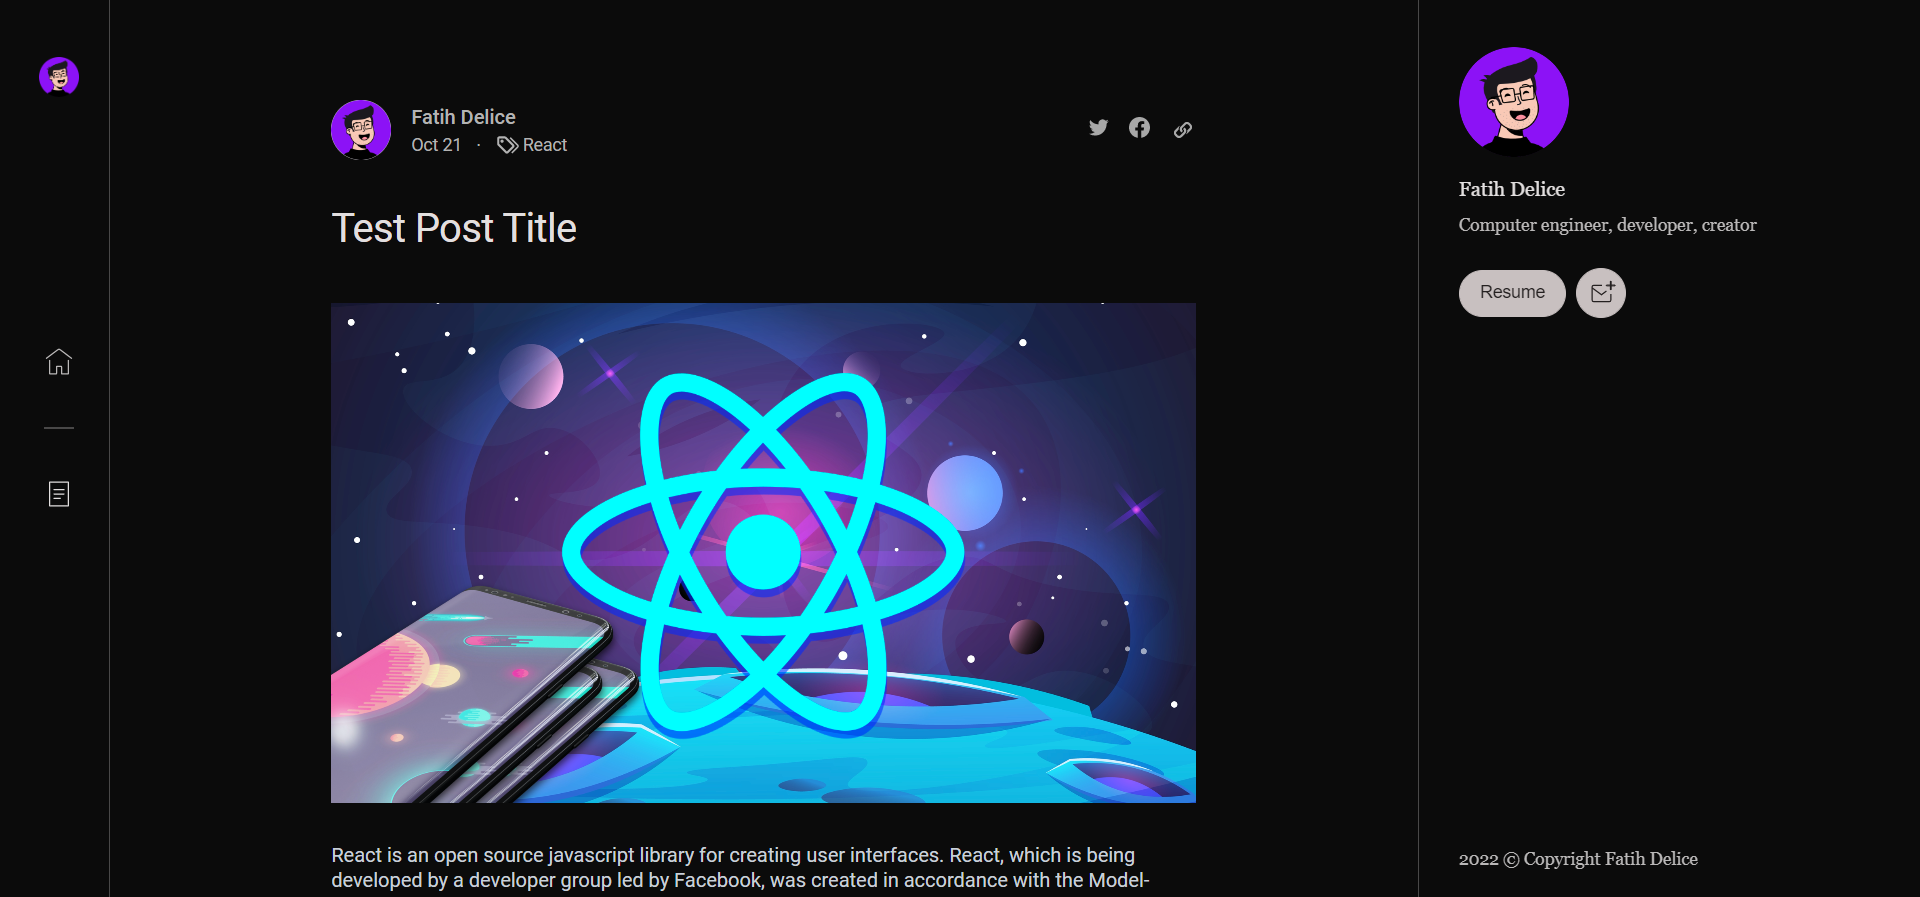 Fatih Delice
Oct 21 · React
Test Post Title
React is an open source javascript library for creating user interfaces. React, which is being
developed by a developer group led by Facebook, was created in accordance with the Model-
Fatih Delice
Computer engineer, developer, creator
Resume
2022 © Copyright Fatih Delice